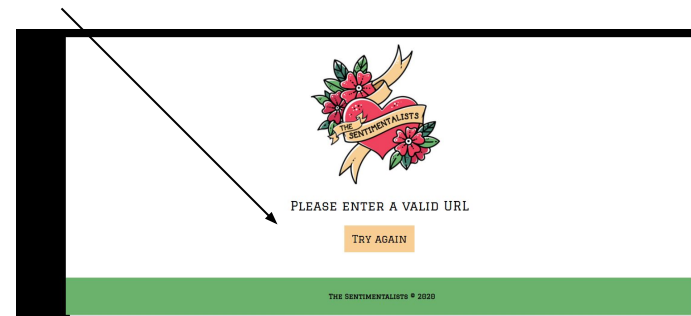 THE
SENTIMENTALISTS
PLEASE ENTER A VALID URL
TRY AGAIN
THE SENTIMENTALISTS © 2020